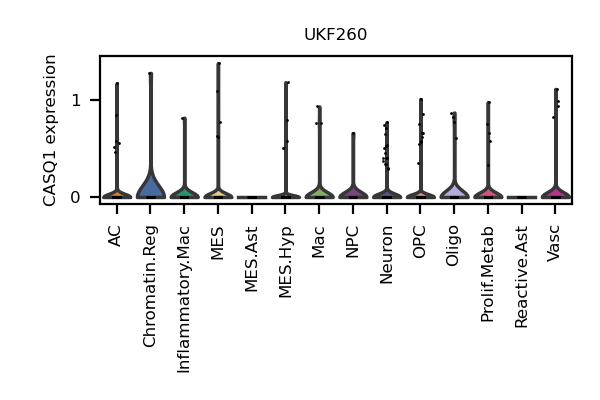 UKF260
CASQ1 expression
1
0
AC
Chromatin.Reg
Inflammatory.Mac
MES
MES.Ast
MES.Hyp
Mac
NPC
Neuron
OPC
Oligo
Prolif.Metab
Reactive.Ast
Vasc